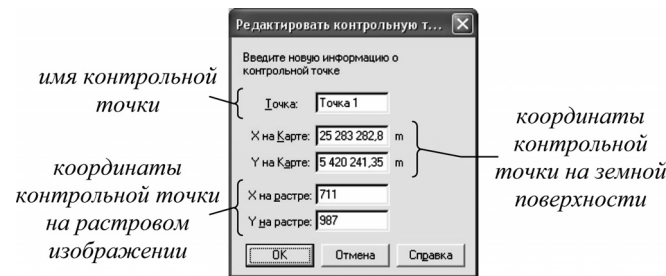 Редактировать контрольную т...
Введите новую информацию о
контрольной точке
имя контрольной
точки
Точка: Точка 1
X на Карте: 25 283 282,8 m
Y на Карте: 5 420 241,35 m
координаты
контрольной
точки на земной
поверхности
координаты
контрольной точки
на растровом
изображении
X на растре: 711
Y на растре: 987
OK Отмена Справка